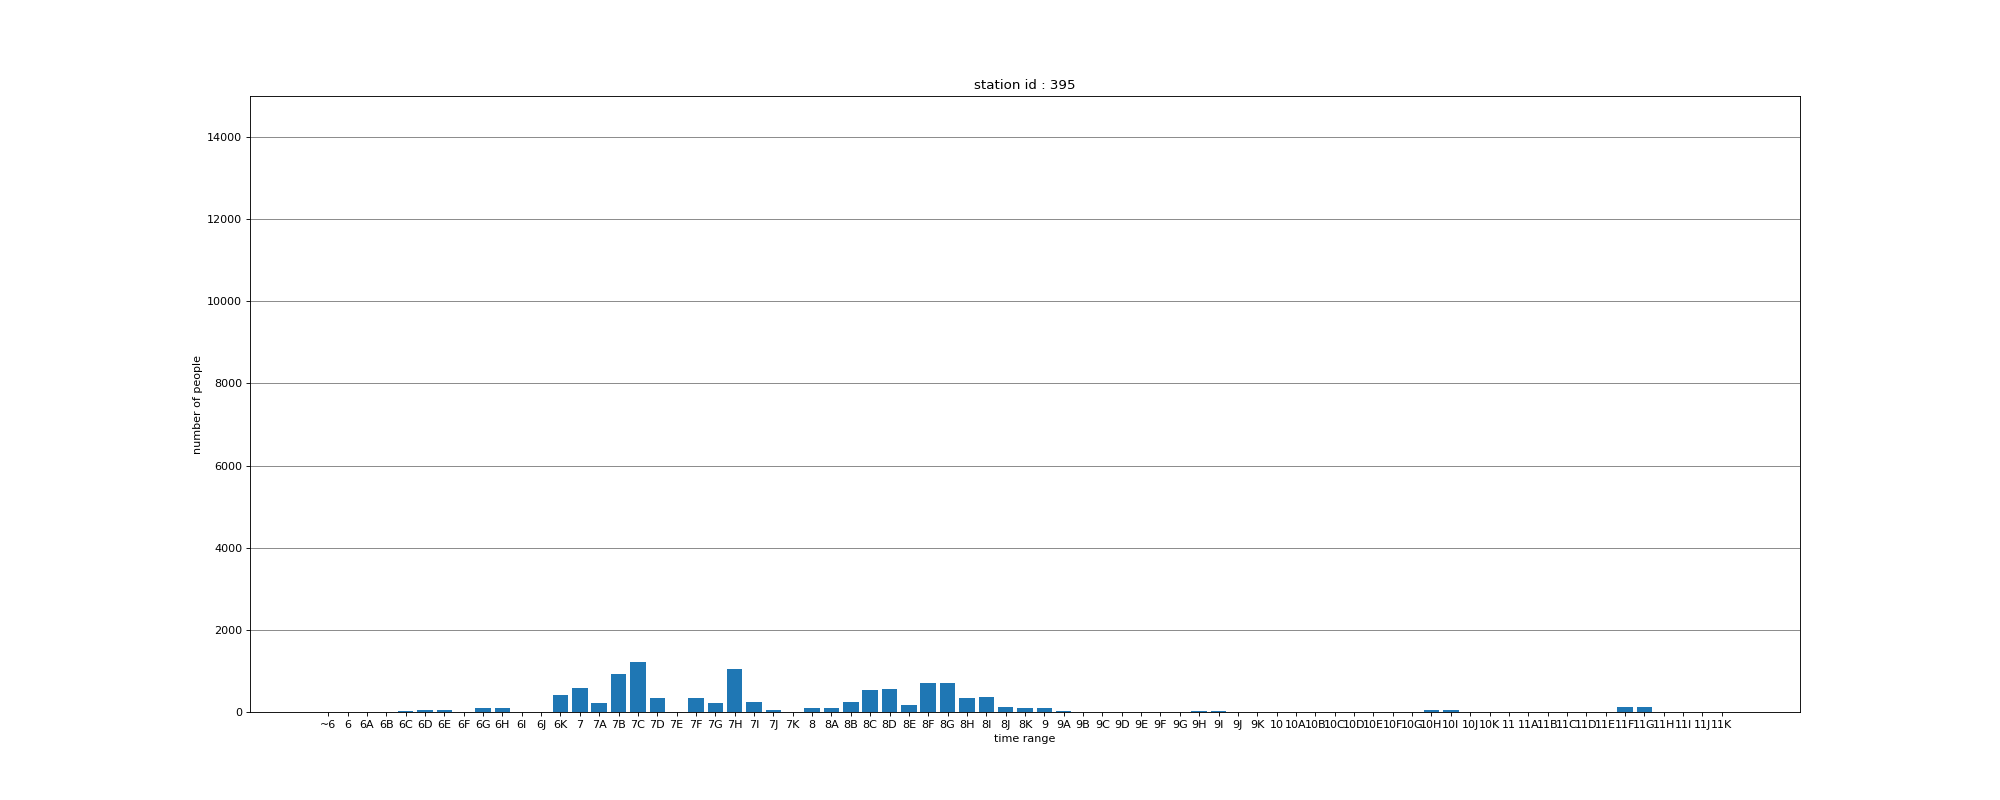 station id : 395
14000
12000
10000
8000
6000
4000
2000
0
number of people
~6 6 6A 6B 6C 6D 6E 6F 6G 6H 6I 6J 6K 7 7A 7B 7C 7D 7E 7F 7G 7H 7I 7J 7K 8 8A 8B 8C 8D 8E 8F 8G 8H 8I 8J 8K 9 9A 9B 9C 9D 9E 9F 9G 9H 9I 9J 9K 10 10A 10B 10C 10D 10E 10F 10G 10H 10I 10J 10K 11 11A 11B 11C 11D 11E 11F 11G 11H 11I 11J 11K
time range